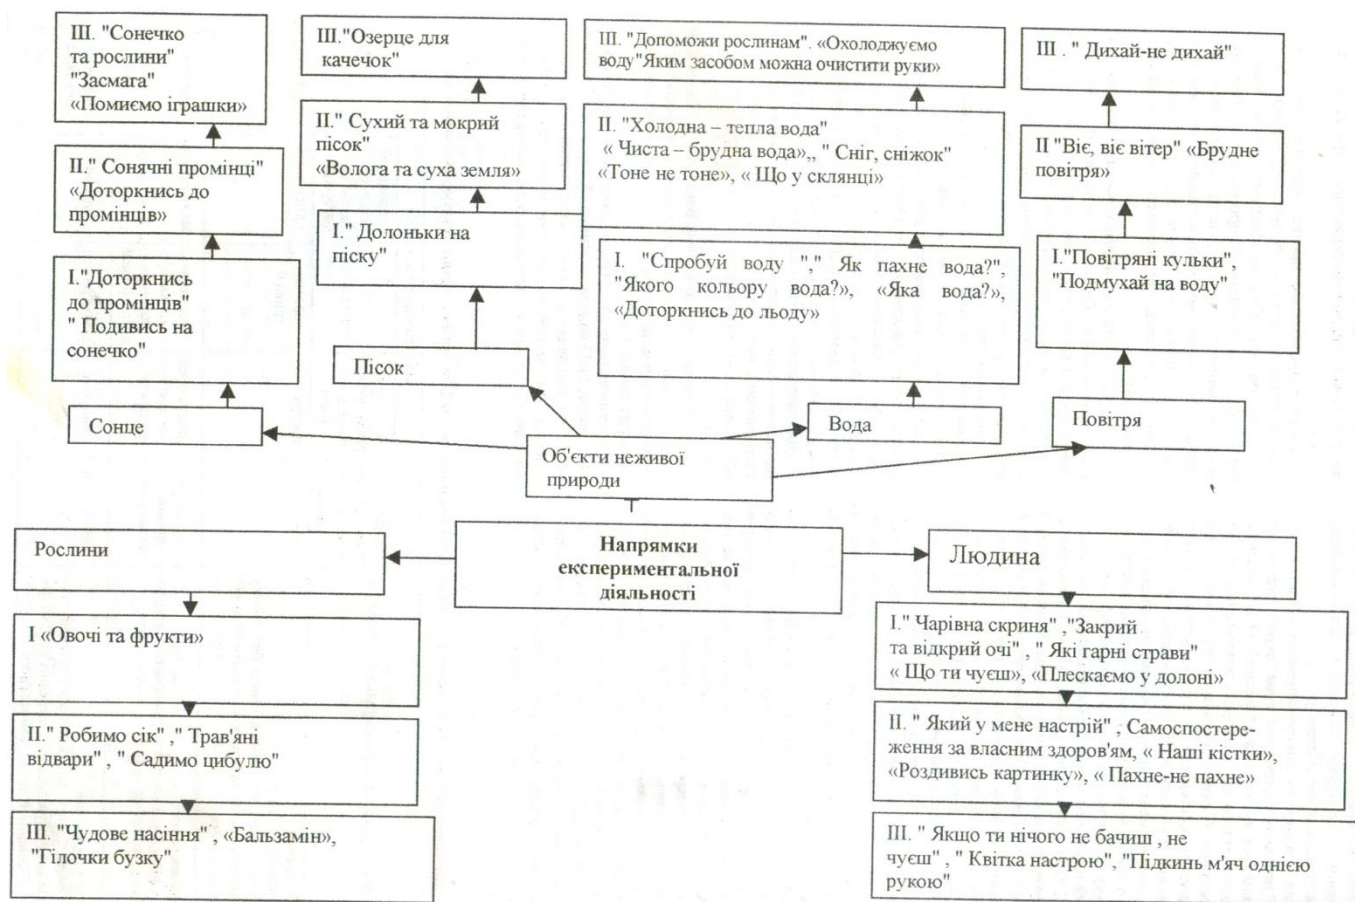 III. "Сонечко
та рослини"
"Засмага"
«Помиємо іграшки»
III."Озерце для
качечок"
III. "Допоможи рослинам". «Охолоджуємо
воду"Яким засобом можна очистити руки»
III . " Дихай-не дихай"
II." Сонячні промінці"
«Доторкнись до
промінців»
II." Сухий та мокрий
пісок"
«Волога та суха земля»
II. "Холодна – тепла вода"
« Чиста – брудна вода»,, " Сніг, сніжок"
«Тоне не тоне», « Що у склянці»
II "Віє, віє вітер" «Брудне
повітря»
I."Доторкнись
до промінців"
" Подивись на
сонечко"
I." Долоньки на
піску"
I. "Спробуй воду "," Як пахне вода?",
"Якого кольору вода?», «Яка вода?»,
«Доторкнись до льоду»
I."Повітряні кульки",
"Подмухай на воду"
Сонце
Пісок
Вода
Повітря
Об'єкти неживої
природи
Рослини
Напрямки
експериментальної
діяльності
Людина
I «Овочі та фрукти»
II." Робимо сік" ," Трав'яні
відвари" , " Садимо цибулю"
III. "Чудове насіння" , «Бальзамін»,
"Гілочки бузку"
I." Чарівна скриня" ,"Закрий
та відкрий очі" , " Які гарні страви"
« Що ти чуєш», «Плескаємо у долоні»
II. " Який у мене настрій" , Самоспостере-
ження за власним здоров'ям, « Наші кістки»,
«Роздивись картинку», « Пахне-не пахне»
III. " Якщо ти нічого не бачиш , не
чуєш" , " Квітка настрою", "Підкинь м'яч однією
рукою"